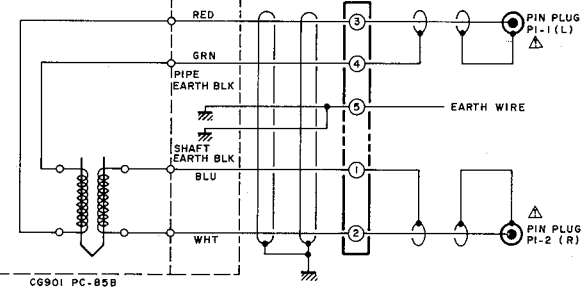 RED
3
PIN PLUG
P1-1(L)
GRN
4
PIPE
EARTH BLK
5
EARTH WIRE
SHAFT
EARTH BLK
BLU
1
WHT
2
PIN PLUG
P1-2 (R)
CG901 PC-85B